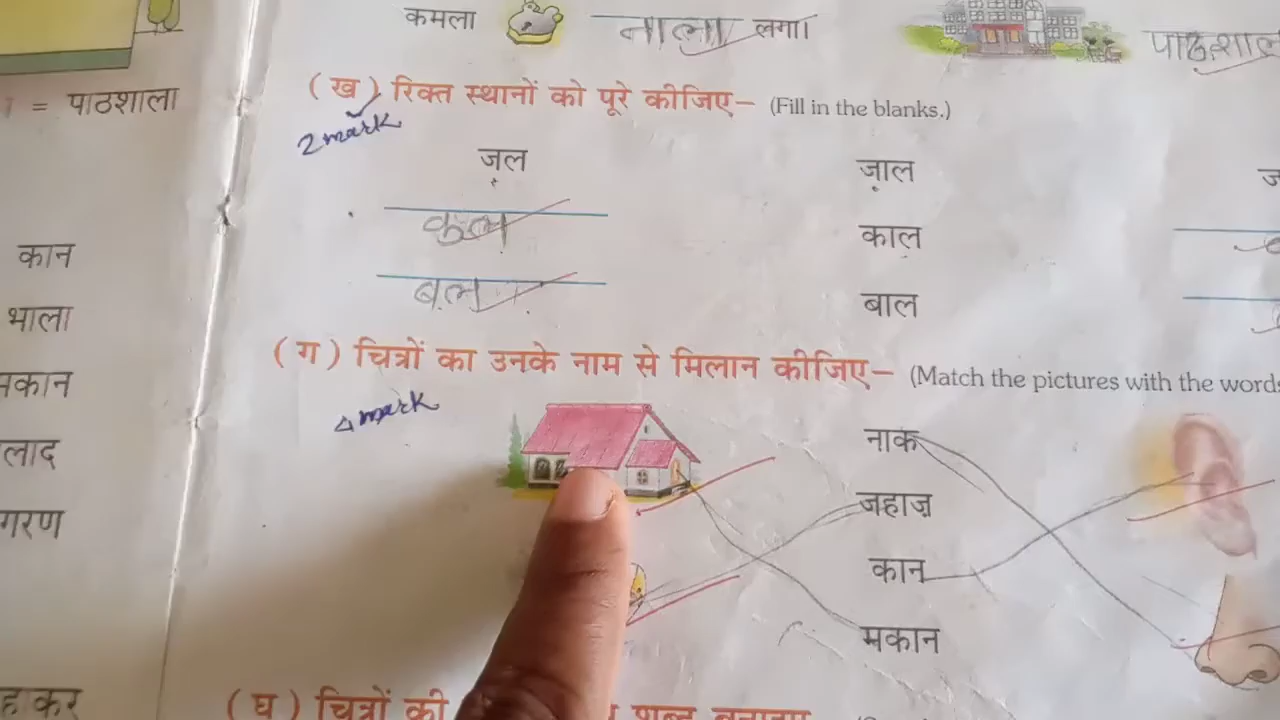 कमला ताला लगा।
= पाठशाला
(ख) रिक्त स्थानों को पूरे कीजिए– (Fill in the blanks.)
2 mark
जल जाल
कल काल
बल बाल
कान
भाला
मकान
गरण
(ग) चित्रों का उनके नाम से मिलान कीजिए– (Match the pictures with the words
4 mark
नाक
जहाज़
कान
मकान
(घ) चित्रों की